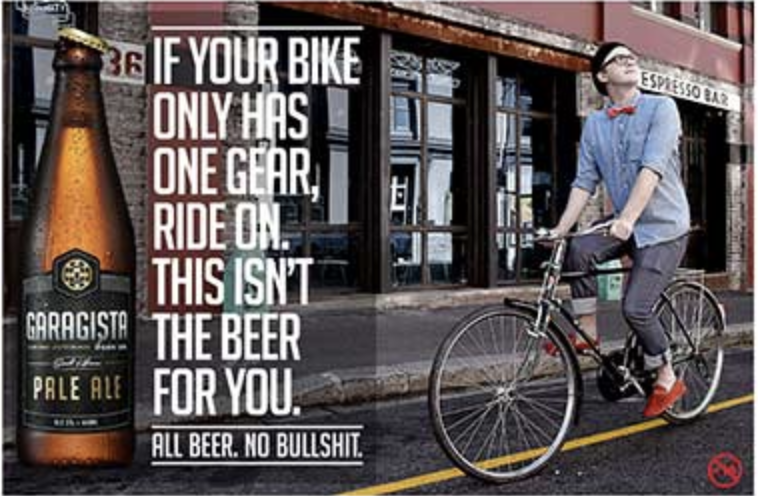 36
IF YOUR BIKE
ONLY HAS
ONE GEAR,
RIDE ON.
THIS ISN'T
THE BEER
FOR YOU.
ALL BEER. NO BULLSHIT.
GARAGISTA
PALE ALE
ESPRESSO BAR